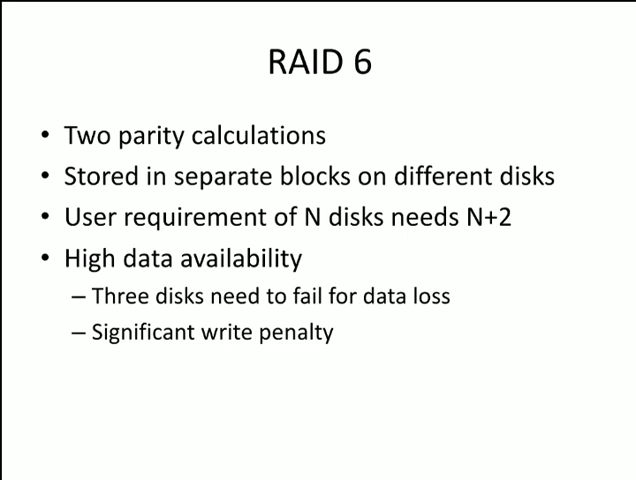 RAID 6
• Two parity calculations
• Stored in separate blocks on different disks
• User requirement of N disks needs N+2
• High data availability
– Three disks need to fail for data loss
– Significant write penalty